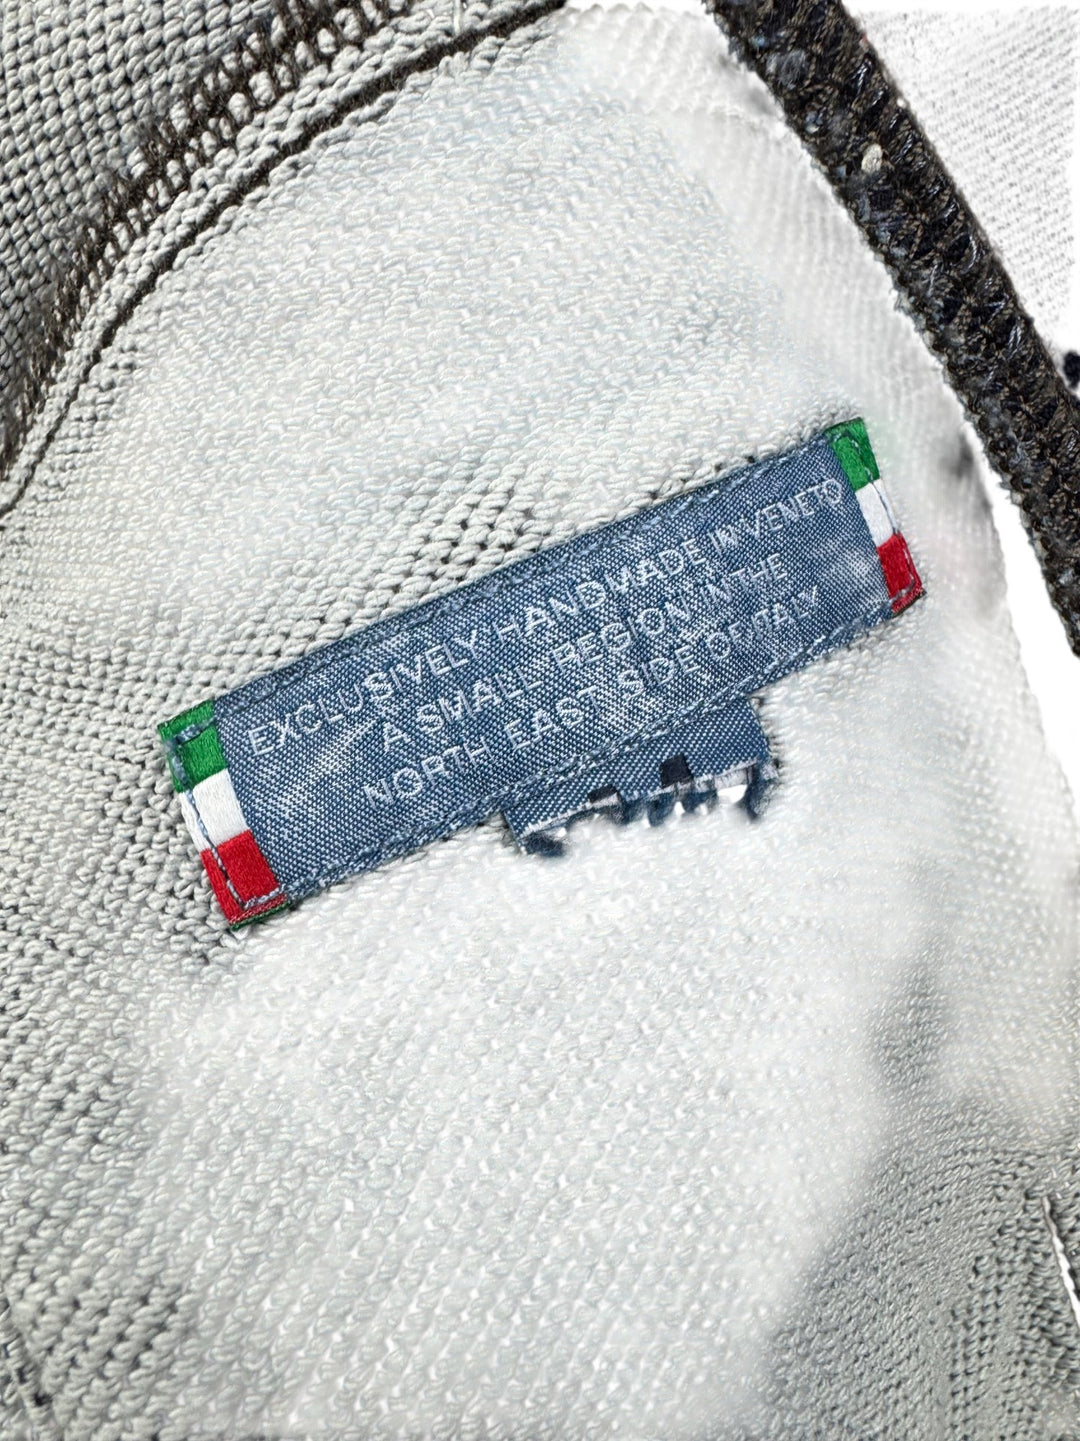 EXCLUSIVELY HANDMADE IN VENETO
A SMALL REGION IN THE
NORTH EAST SIDE OF ITALY